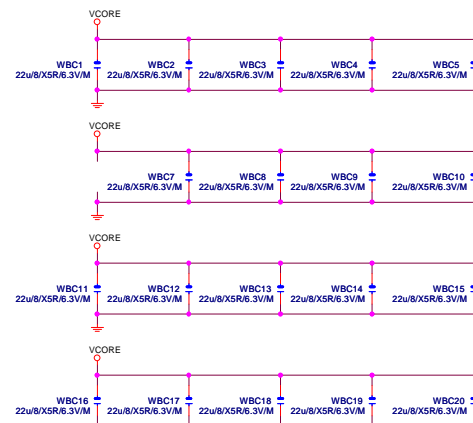 VCORE
WBC1 WBC2 WBC3 WBC4 WBC5
22u/8/X5R/6.3V/M 22u/8/X5R/6.3V/M 22u/8/X5R/6.3V/M 22u/8/X5R/6.3V/M 22u/8/X5R/6.3V/M
VCORE
WBC7 WBC8 WBC9 WBC10
22u/8/X5R/6.3V/M 22u/8/X5R/6.3V/M 22u/8/X5R/6.3V/M 22u/8/X5R/6.3V/M
VCORE
WBC11 WBC12 WBC13 WBC14 WBC15
22u/8/X5R/6.3V/M 22u/8/X5R/6.3V/M 22u/8/X5R/6.3V/M 22u/8/X5R/6.3V/M 22u/8/X5R/6.3V/M
VCORE
WBC16 WBC17 WBC18 WBC19 WBC20
22u/8/X5R/6.3V/M 22u/8/X5R/6.3V/M 22u/8/X5R/6.3V/M 22u/8/X5R/6.3V/M 22u/8/X5R/6.3V/M